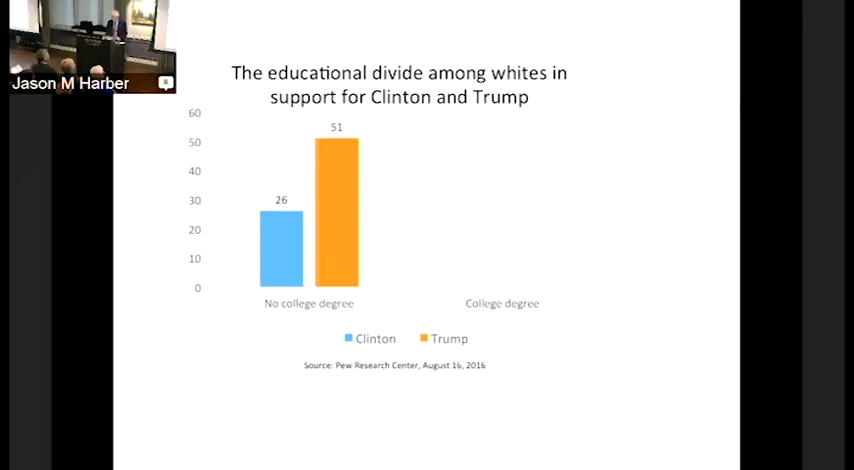 Jason M Harber
The educational divide among whites in
support for Clinton and Trump
60
50
40
30
20
10
0
26
51
No college degree
College degree
Clinton
Trump
Source: Pew Research Center, August 16, 2016